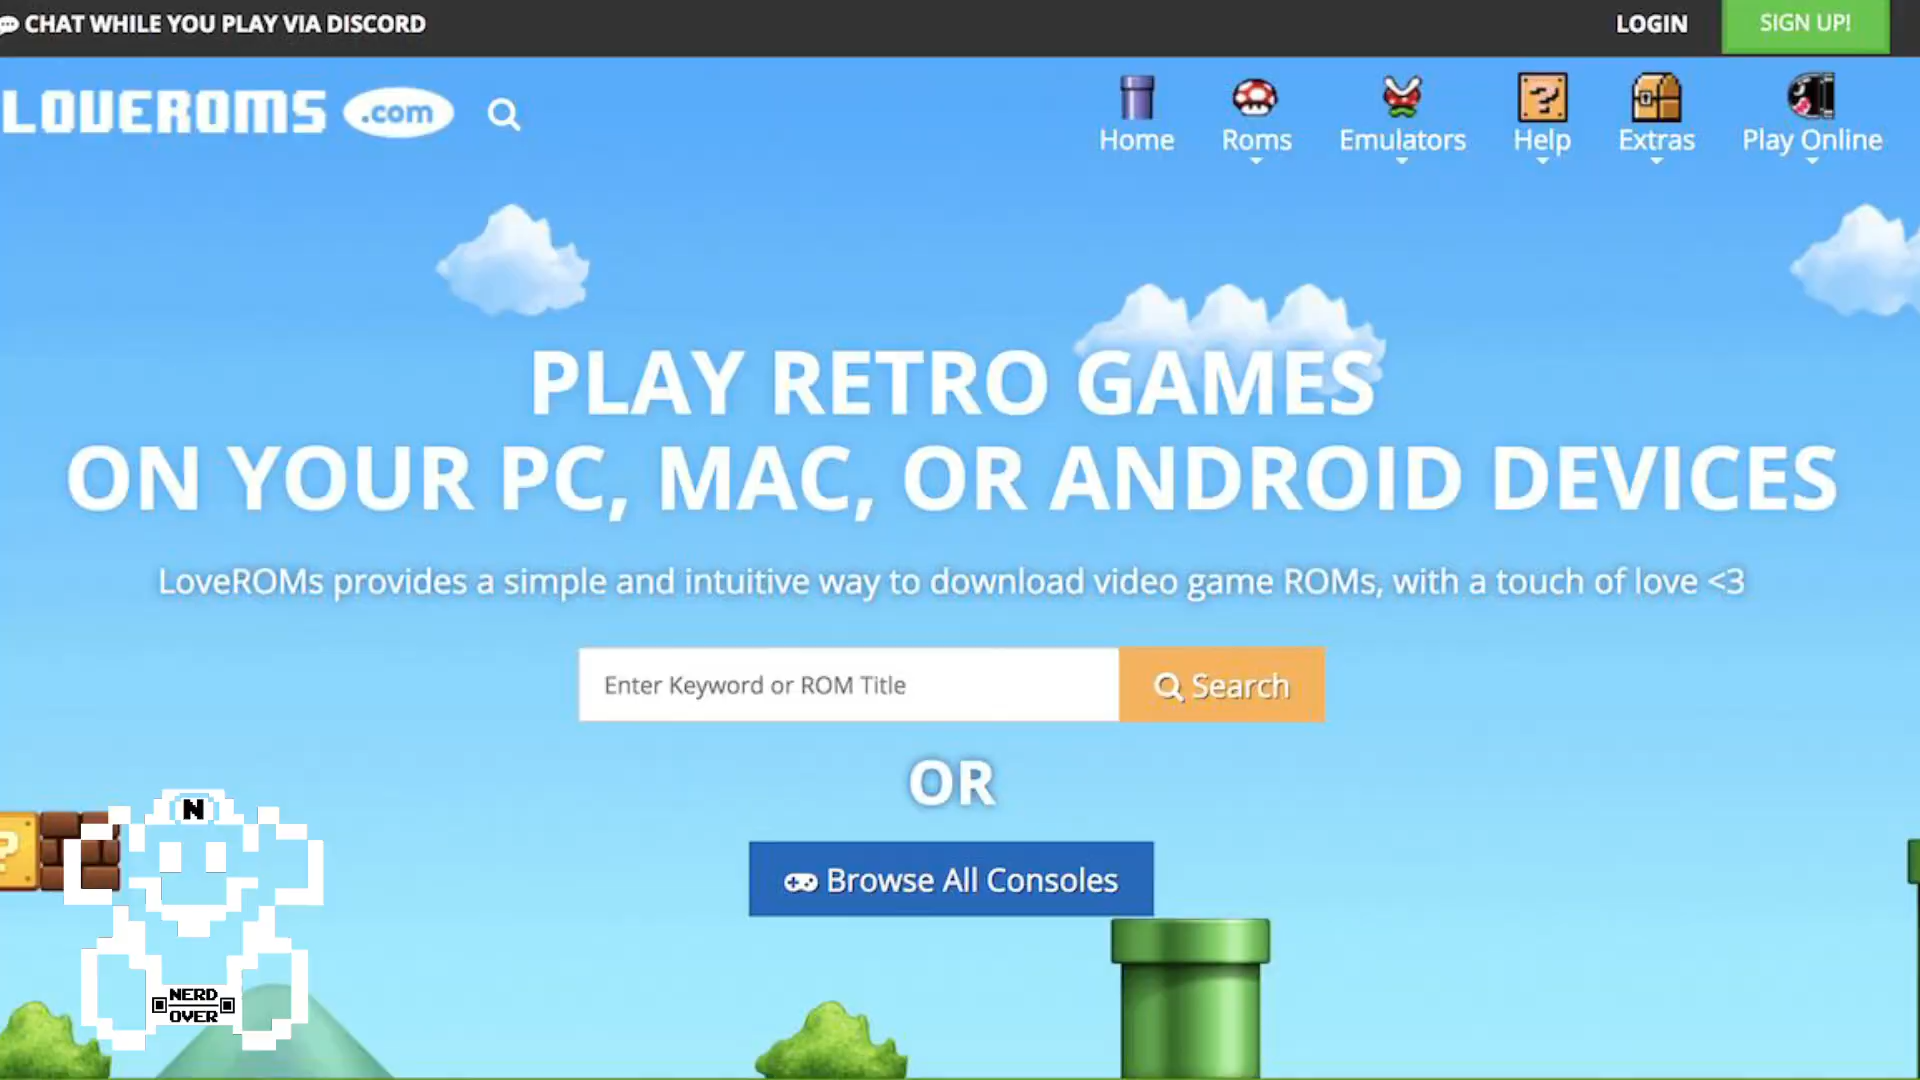 CHAT WHILE YOU PLAY VIA DISCORD
LOGIN
SIGN UP!
LOVEROMS .com
Home
Roms
Emulators
Help
Extras
Play Online
PLAY RETRO GAMES
ON YOUR PC, MAC, OR ANDROID DEVICES
LoveROMs provides a simple and intuitive way to download video game ROMs, with a touch of love <3
Enter Keyword or ROM Title
Search
OR
Browse All Consoles
?
N
NERD
OVER